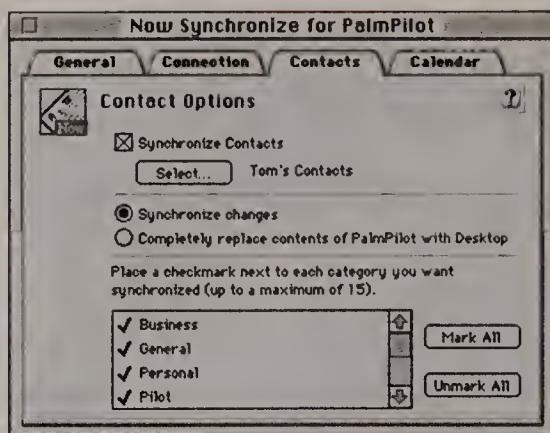 Now Synchronize for PalmPilot
General Connection Contacts Calendar
Contact Options
?
Now
Synchronize Contacts
Select... Tom's Contacts
Synchronize changes
Completely replace contents of PalmPilot with Desktop
Place a checkmark next to each category you want
synchronized (up to a maximum of 15).
Business
General
Personal
Pilot
Mark All
Unmark All